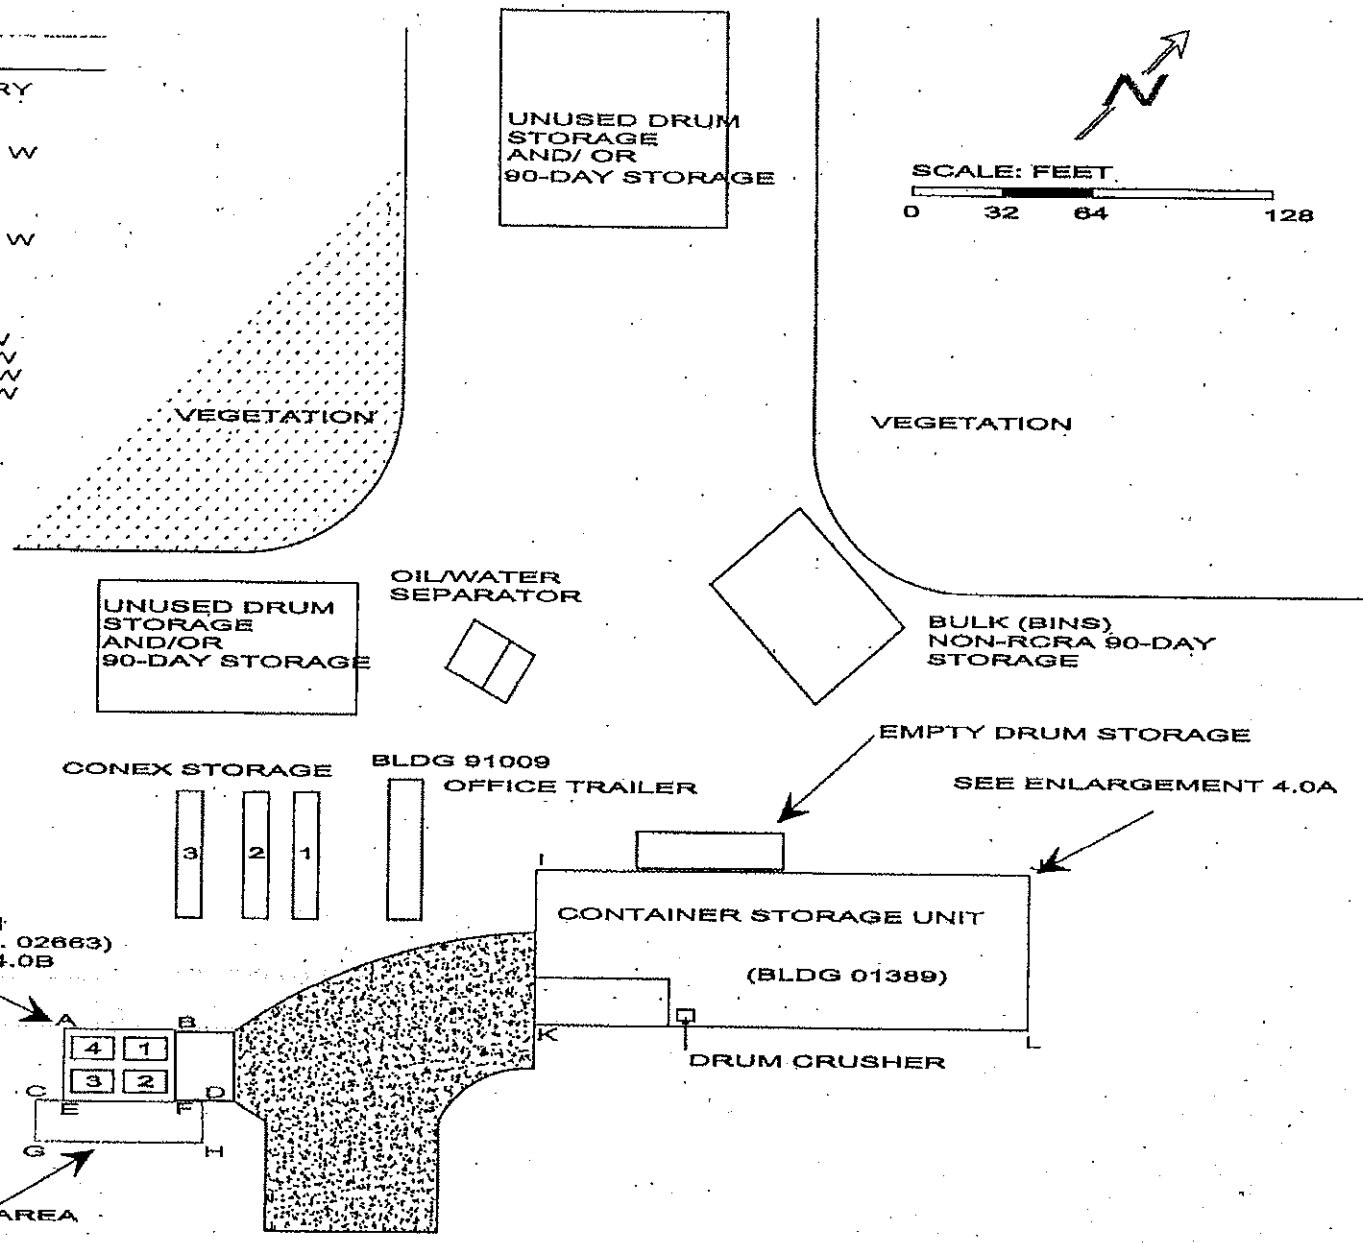 RY
W
W
W
W
W
UNUSED DRUM
STORAGE
AND/ OR
90-DAY STORAGE
N
SCALE: FEET
0 32 64 128
VEGETATION
VEGETATION
UNUSED DRUM
STORAGE
AND/OR
90-DAY STORAGE
OIL/WATER
SEPARATOR
BULK (BINS)
NON-RCRA 90-DAY
STORAGE
EMPTY DRUM STORAGE
SEE ENLARGEMENT 4.0A
CONEX STORAGE
3 2 1
BLDG 91009
OFFICE TRAILER
I
CONTAINER STORAGE UNIT
(BLDG 01389)
K
L
DRUM CRUSHER
. 02663)
4.0B
A B
4 1
3 2
C D
E F
G H
AREA